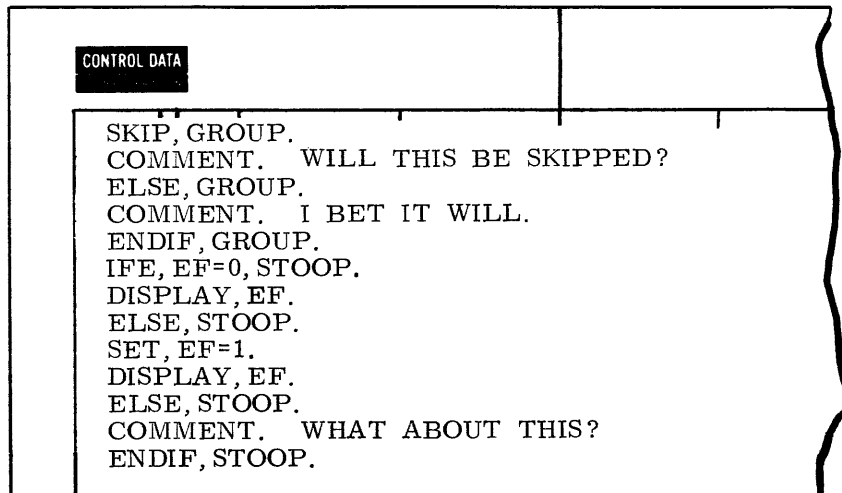 CONTROL DATA
SKIP, GROUP.
COMMENT. WILL THIS BE SKIPPED?
ELSE, GROUP.
COMMENT. I BET IT WILL.
ENDIF, GROUP.
IFE, EF=0, STOOP.
DISPLAY, EF.
ELSE, STOOP.
SET, EF=1.
DISPLAY, EF.
ELSE, STOOP.
COMMENT. WHAT ABOUT THIS?
ENDIF, STOOP.